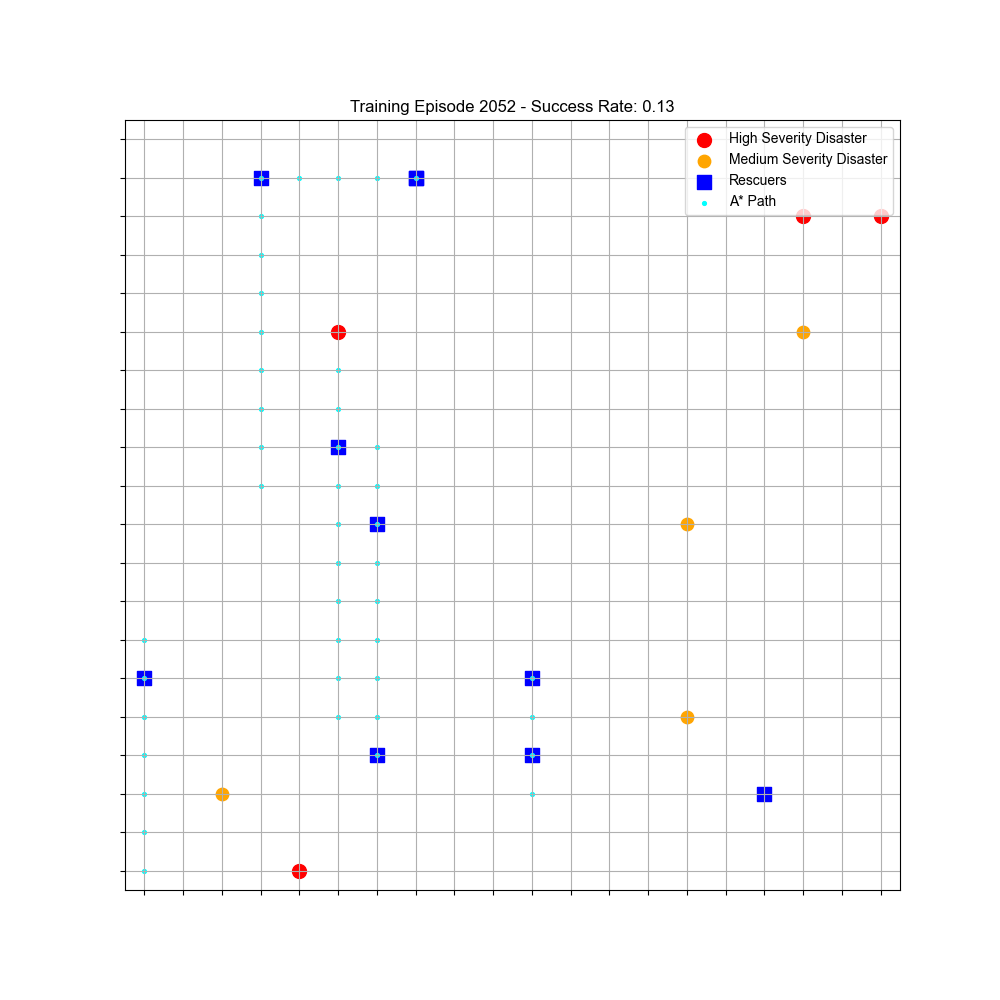 Training Episode 2052 - Success Rate: 0.13
High Severity Disaster
Medium Severity Disaster
Rescuers
A* Path